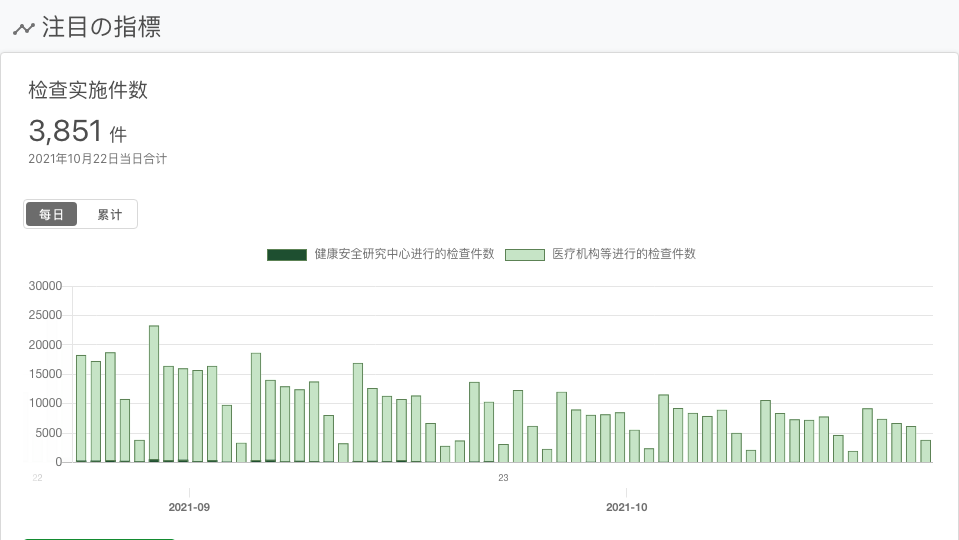 注目の指標
检查实施件数
3,851 件
2021年10月22日当日合计
每日 累计
健康安全研究中心进行的检查件数 医疗机构等进行的检查件数
30000
25000
20000
15000
10000
5000
0
22 23
2021-09 2021-10